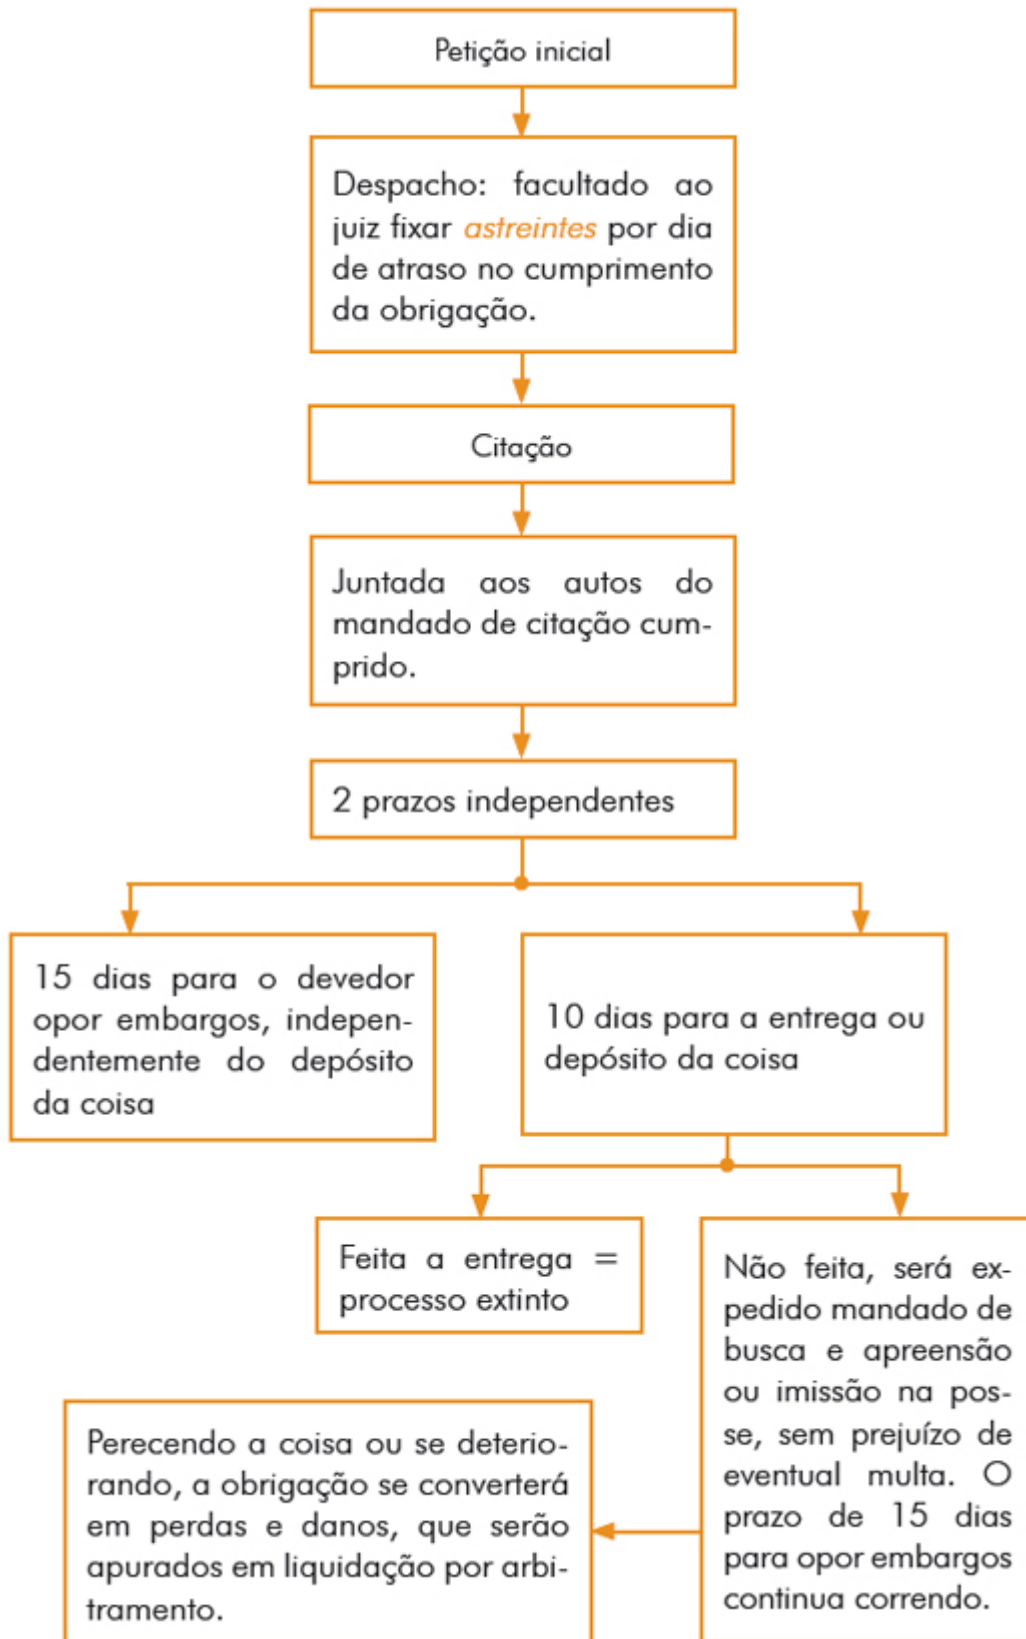 Petição inicial
Despacho: facultado ao
juiz fixar astreintes por dia
de atraso no cumprimento
da obrigação.
Citação
Juntada aos autos do
mandado de citação cum-
prido.
2 prazos independentes
15 dias para o devedor
opor embargos, indepen-
dentemente do depósito
da coisa
10 dias para a entrega ou
depósito da coisa
Feita a entrega =
processo extinto
Não feita, será ex-
pedido mandado de
busca e apreensão
ou imissão na pos-
se, sem prejuízo de
eventual multa. O
prazo de 15 dias
para opor embargos
continua correndo.
Perecendo a coisa ou se deterio-
rando, a obrigação se converterá
em perdas e danos, que serão
apurados em liquidação por arbi-
tramento.